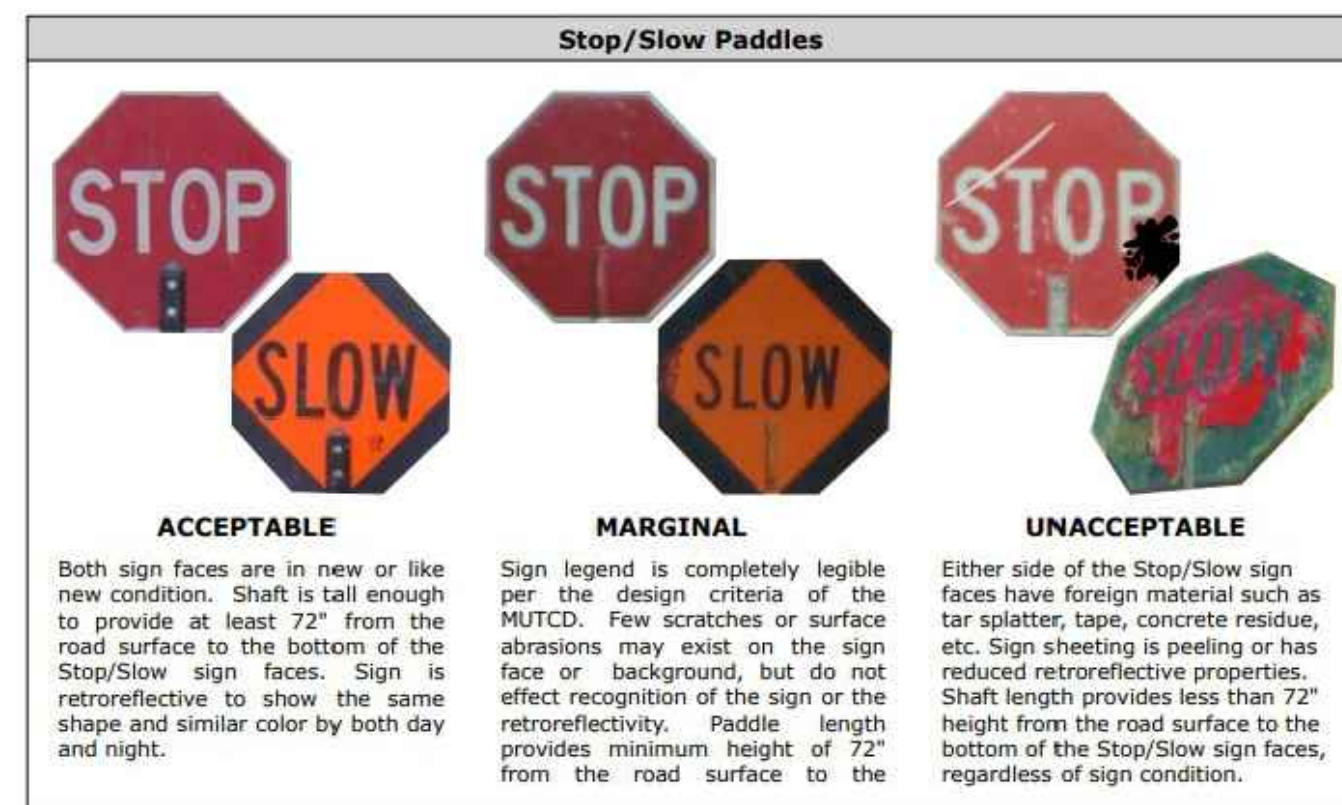 Stop/Slow Paddles
STOP
SLOW
STOP
SLOW
STOP
SLOW
ACCEPTABLE
Both sign faces are in new or like
new condition. Shaft is tall enough
to provide at least 72" from the
road surface to the bottom of the
Stop/Slow sign faces. Sign is
retroreflective to show the same
shape and similar color by both day
and night.
MARGINAL
Sign legend is completely legible
per the design criteria of the
MUTCD. Few scratches or surface
abrasions may exist on the sign
face or background, but do not
effect recognition of the sign or the
retroreflectivity. Paddle length
provides minimum height of 72"
from the road surface to the
UNACCEPTABLE
Either side of the Stop/Slow sign
faces have foreign material such as
tar splatter, tape, concrete residue,
etc. Sign sheeting is peeling or has
reduced retroreflective properties.
Shaft length provides less than 72"
height from the road surface to the
bottom of the Stop/Slow sign faces,
regardless of sign condition.